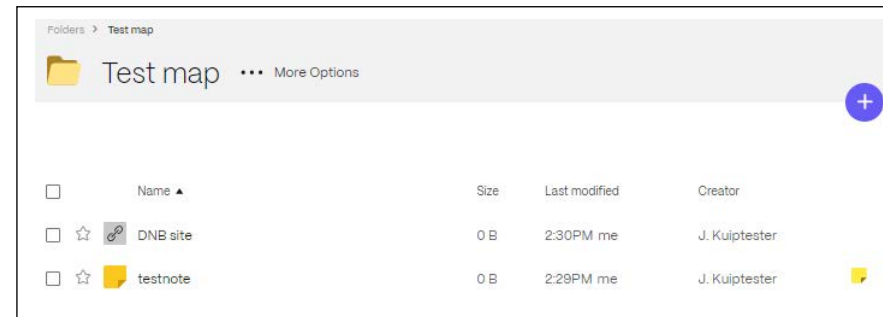 Folders > Test map
Test map ••• More Options
+
Name ▲ Size Last modified Creator
DNB site 0 B 2:30PM me J. Kuiptester
testnote 0 B 2:29PM me J. Kuiptester